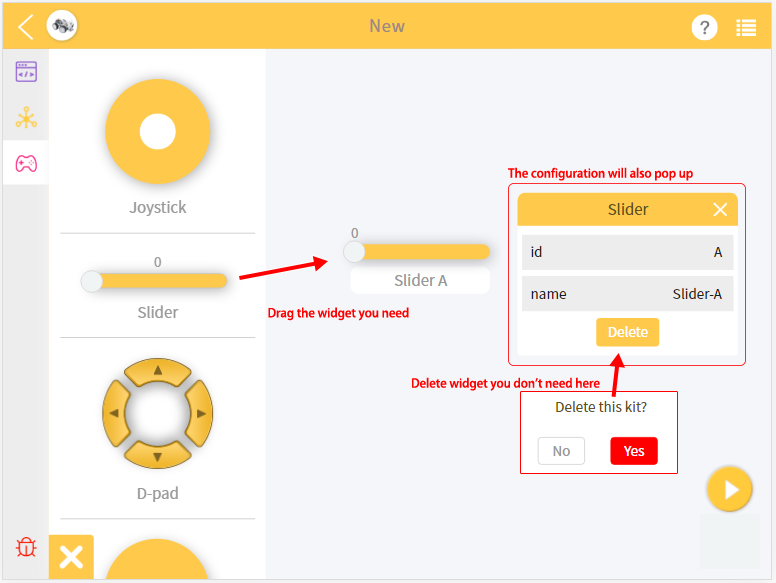 New
?
Joystick
0
Slider
D-pad
0
Slider A
Drag the widget you need
The configuration will also pop up
Slider
id A
name Slider-A
Delete
Delete widget you don't need here
Delete this kit?
No Yes